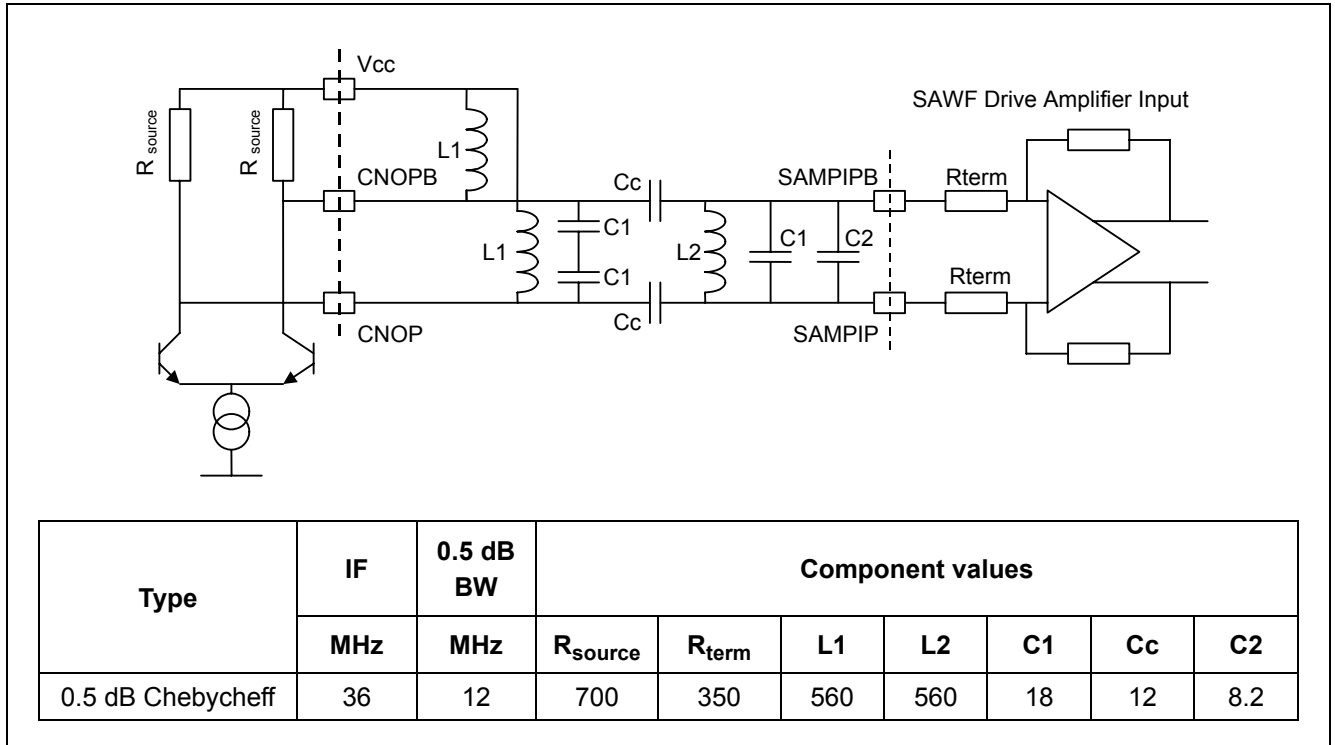 Vcc
SAWF Drive Amplifier Input
R source
R source
L1
CNOPB
Cc
SAMPIPB
Rterm
L1
C1
C1
L2
C1
C2
Rterm
Cc
CNOP
SAMPIP
Type
IF
0.5 dB
BW
Component values
MHz
MHz
Rsource
Rterm
L1
L2
C1
Cc
C2
0.5 dB Chebycheff
36
12
700
350
560
560
18
12
8.2